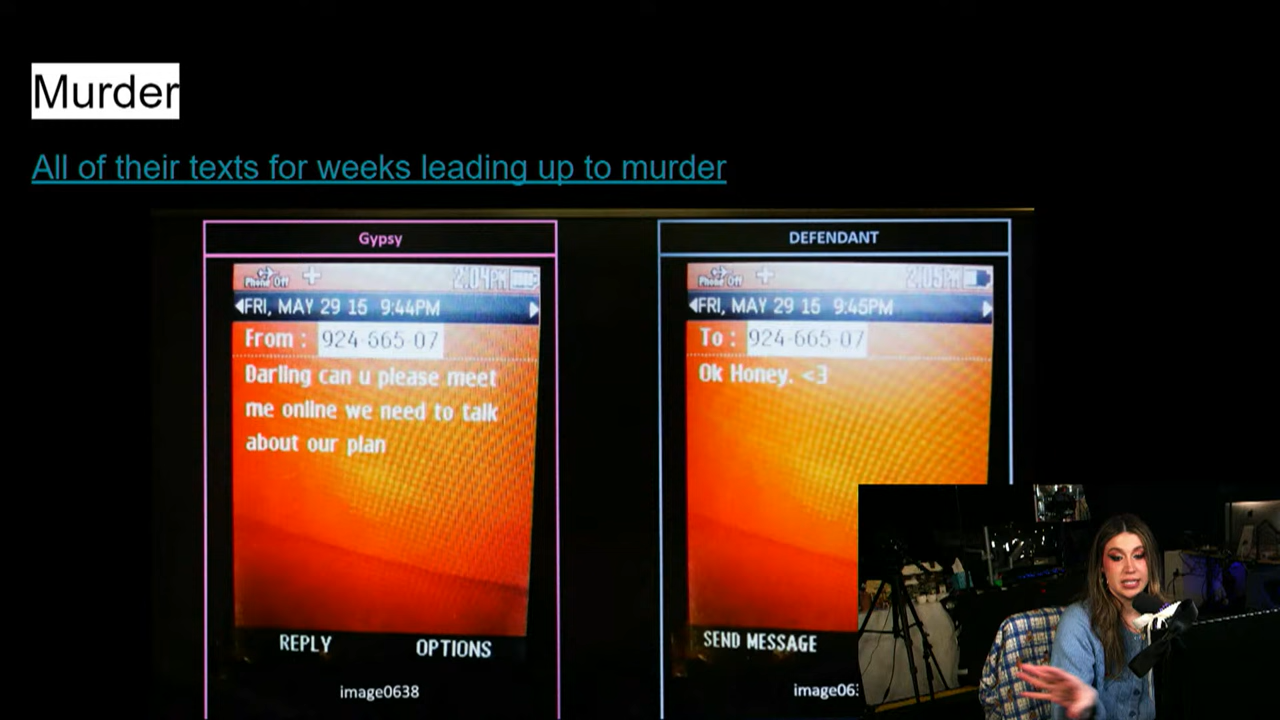 Murder
All of their texts for weeks leading up to murder
Gypsy
Phone Off
2:04PM
FRI, MAY 29 15 9:44PM
From : 924-665-07
Darling can u please meet
me online we need to talk
about our plan
REPLY OPTIONS
image0638
DEFENDANT
Phone Off
2:05PM
FRI, MAY 29 15 9:45PM
To : 924-665-07
Ok Honey. <3
SEND MESSAGE
image063